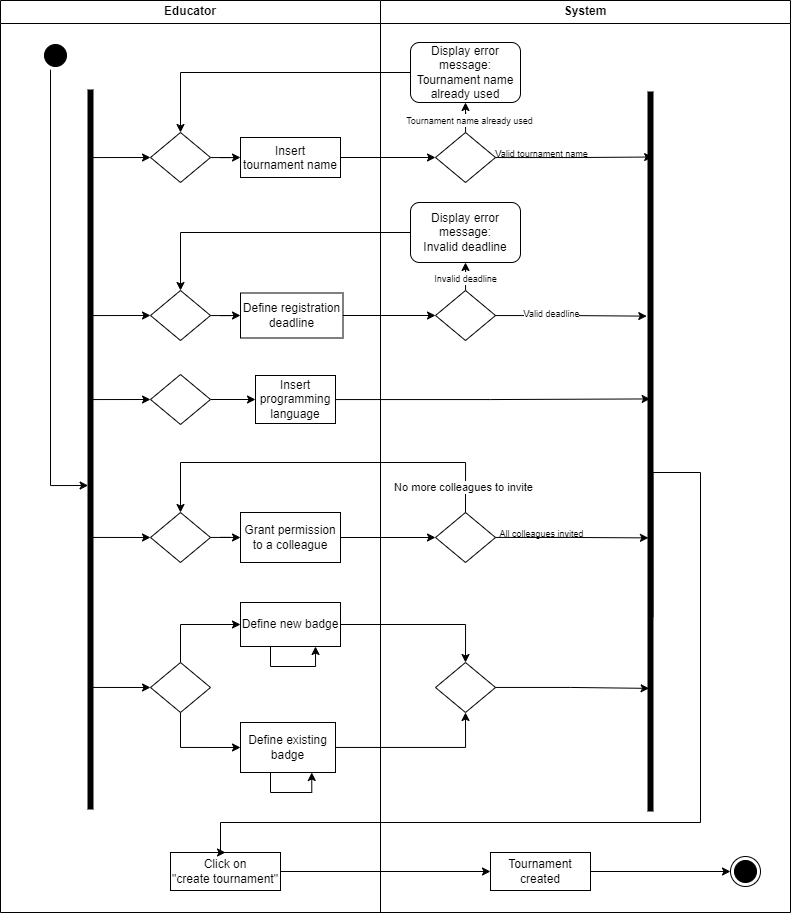 Educator
System
Display error
message:
Tournament name
already used
Tournament name already used
Insert
tournament name
Valid tournament name
Display error
message:
Invalid deadline
Invalid deadline
Define registration
deadline
Valid deadline
Insert
programming
language
No more colleagues to invite
Grant permission
to a colleague
All colleagues invited
Define new badge
Define existing
badge
Click on
"create tournament"
Tournament
created